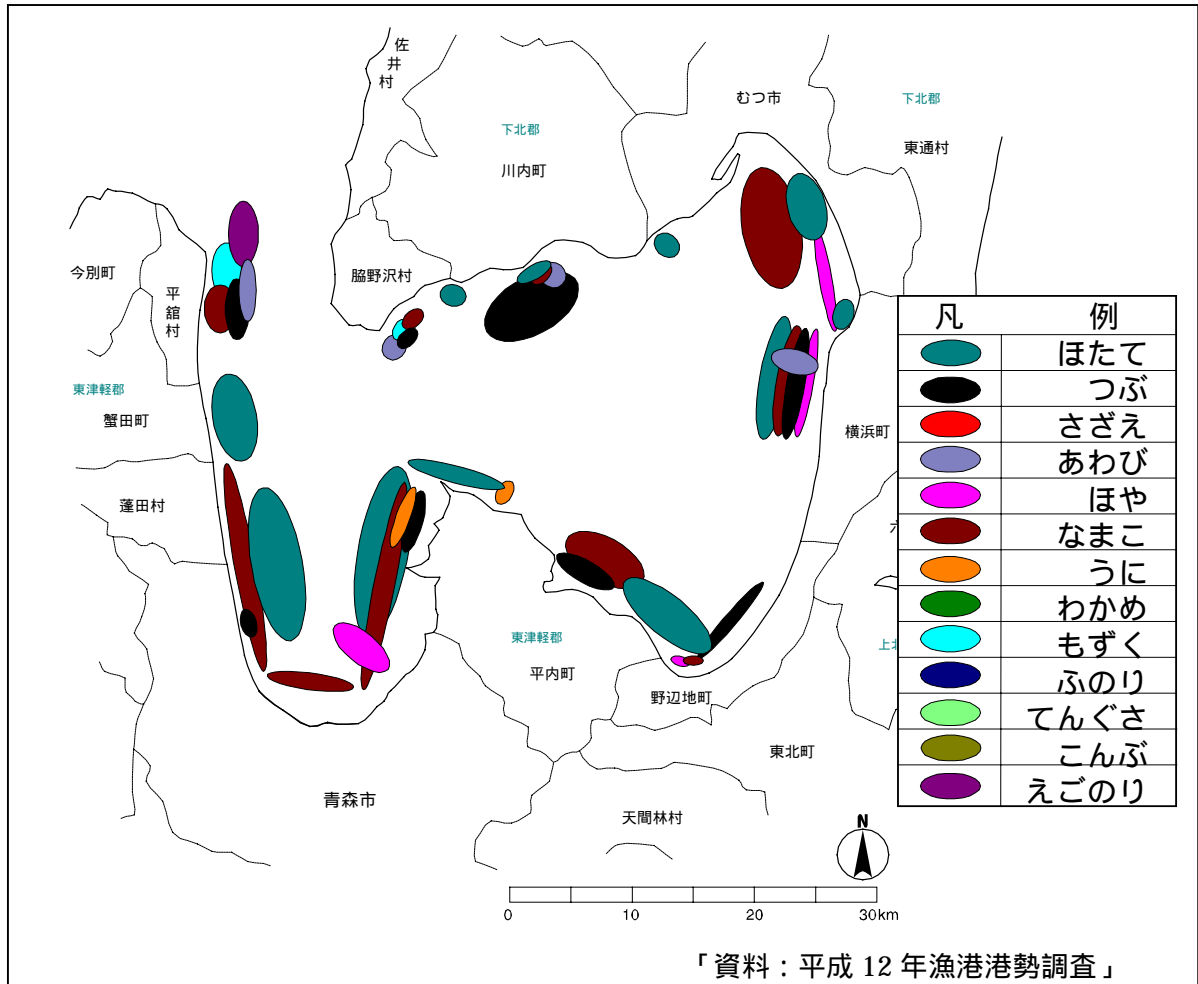 佐
井
村
むつ市
下北郡
下北郡
東通村
川内町
今別町
脇野沢村
平
舘
村
東津軽郡
蟹田町
横浜町
蓬田村
東津軽郡
平内町
野辺地町
東北町
青森市
天間林村
上北
凡 例
ほたて
つぶ
さざえ
あわび
ほや
なまこ
うに
わかめ
もずく
ふのり
てんぐさ
こんぶ
えごのり
N
0 10 20 30km
「資料：平成 12 年漁港港勢調査」